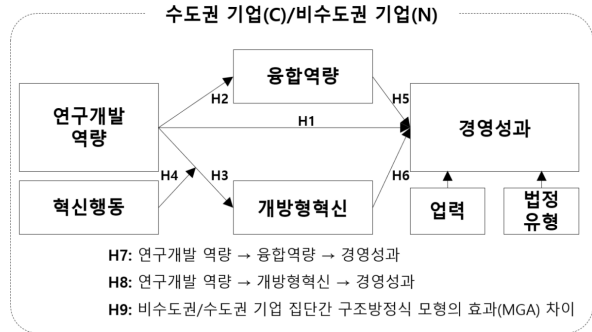 수도권 기업(C)/비수도권 기업(N)
융합역량
H2
H5
연구개발
역량
H1
경영성과
H4
H3
H6
혁신행동
개방형혁신
업력
법정
유형
H7: 연구개발 역량 → 융합역량 → 경영성과
H8: 연구개발 역량 → 개방형혁신 → 경영성과
H9: 비수도권/수도권 기업 집단간 구조방정식 모형의 효과(MGA) 차이